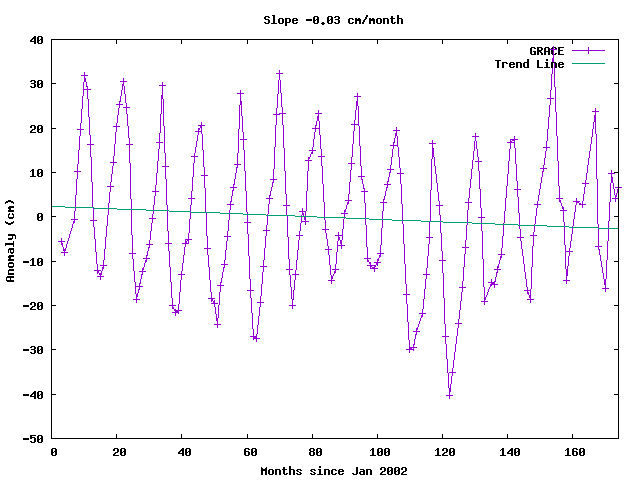 Slope -0.03 cm/month
GRACE
Trend Line
Anomaly (cm)
40
30
20
10
0
-10
-20
-30
-40
-50
0 20 40 60 80 100 120 140 160
Months since Jan 2002